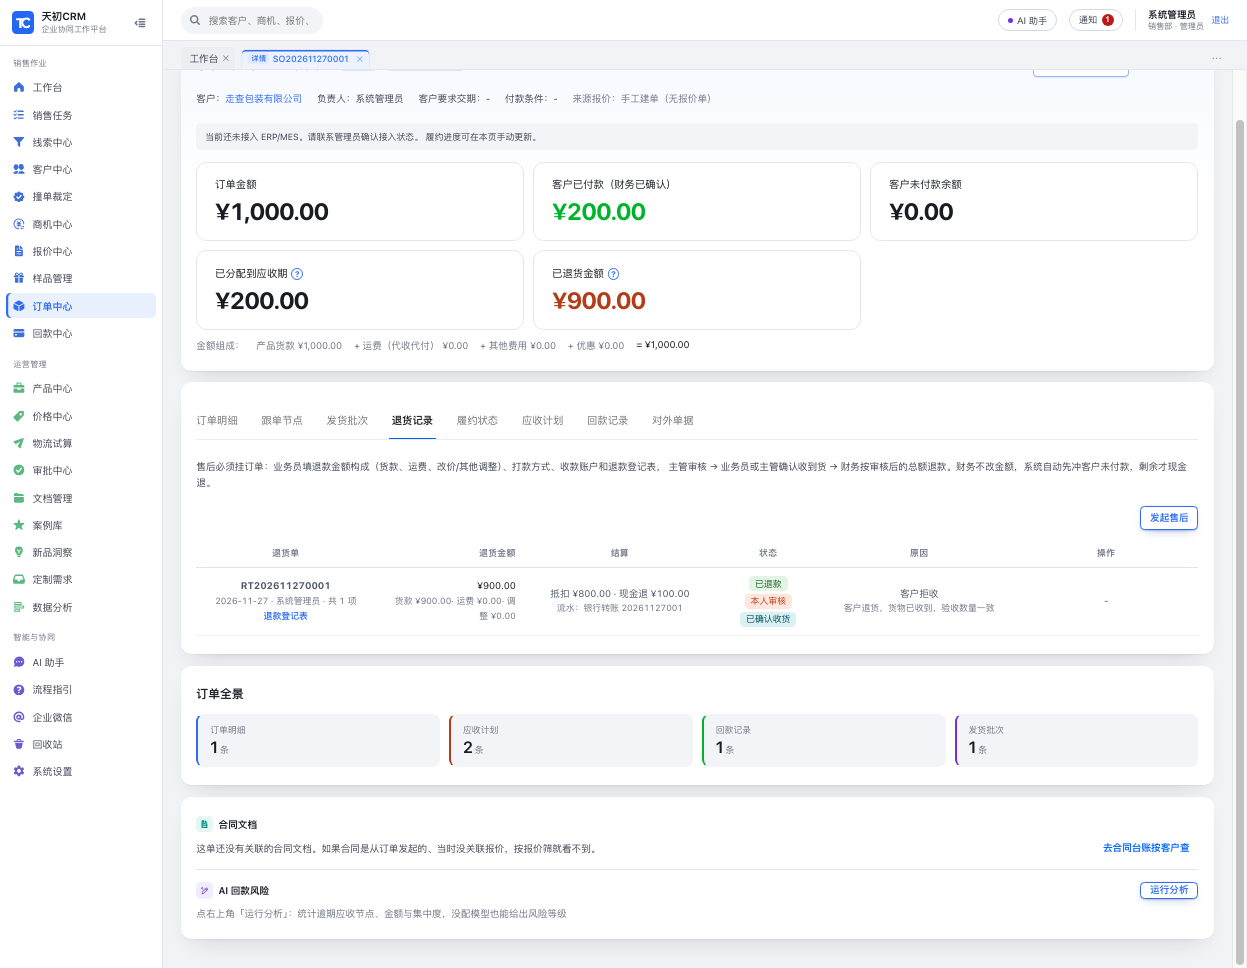 天初CRM
企业协同工作平台
搜索客户、商机、报价、
AI 助手
通知 1
系统管理员
销售部 · 管理员
退出
工作台 ×
详情 SO202611270001 ×
...
销售作业
工作台
销售任务
线索中心
客户中心
撞单裁定
商机中心
报价中心
样品管理
订单中心
回款中心
运营管理
产品中心
价格中心
物流试算
审批中心
文档管理
案例库
新品洞察
定制需求
数据分析
智能与协同
AI 助手
流程指引
企业微信
回收站
系统设置
客户：走查包装有限公司 负责人：系统管理员 客户要求交期：- 付款条件：- 来源报价：手工建单（无报价单）
当前还未接入 ERP/MES。请联系管理员确认接入状态。 履约进度可在本页手动更新。
订单金额
¥1,000.00
客户已付款（财务已确认）
¥200.00
客户未付款余额
¥0.00
已分配到应收期 ?
¥200.00
已退货金额 ?
¥900.00
金额组成： 产品货款 ¥1,000.00 + 运费（代收代付） ¥0.00 + 其他费用 ¥0.00 + 优惠 ¥0.00 = ¥1,000.00
订单明细 跟单节点 发货批次 退货记录 履约状态 应收计划 回款记录 对外单据
售后必须挂订单：业务员填退款金额构成（货款、运费、改价/其他调整）、打款方式、收款账户和退款登记表， 主管审核 → 业务员或主管确认收到货 → 财务按审核后的总额退款。财务不改金额，系统自动先冲客户未付款，剩余才现金
退。
发起售后
退货单 退货金额 结算 状态 原因 操作
RT202611270001
2026-11-27 · 系统管理员 · 共 1 项
退款登记表
¥900.00
货款 ¥900.00 · 运费 ¥0.00 · 调
整 ¥0.00
抵扣 ¥800.00 · 现金退 ¥100.00
流水：银行转账 20261127001
已退款
本人审核
已确认收货
客户拒收
客户退货，货物已收到，验收数量一致
-
订单全景
订单明细
1 条
应收计划
2 条
回款记录
1 条
发货批次
1 条
合同文档
这单还没有关联的合同文档。如果合同是从订单发起的、当时没关联报价，按报价筛就看不到。
去合同台账按客户查
AI 回款风险
运行分析
点右上角「运行分析」：统计逾期应收节点、金额与集中度，没配模型也能给出风险等级